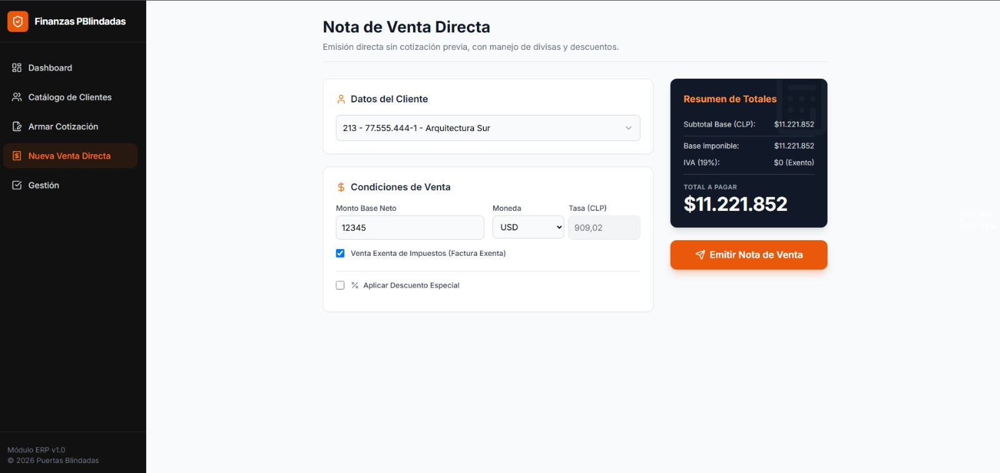 Finanzas PBlindadas
Dashboard
Catálogo de Clientes
Armar Cotización
Nueva Venta Directa
Gestión
Módulo ERP v1.0
© 2026 Puertas Blindadas
Nota de Venta Directa
Emisión directa sin cotización previa, con manejo de divisas y descuentos.
Datos del Cliente
213 - 77.555.444-1 - Arquitectura Sur
Condiciones de Venta
Monto Base Neto Moneda Tasa (CLP)
12345 USD 909,02
Venta Exenta de Impuestos (Factura Exenta)
% Aplicar Descuento Especial
Resumen de Totales
Subtotal Base (CLP): $11.221.852
Base Imponible: $11.221.852
IVA (19%): $0 (Exento)
TOTAL A PAGAR
$11.221.852
Emitir Nota de Venta